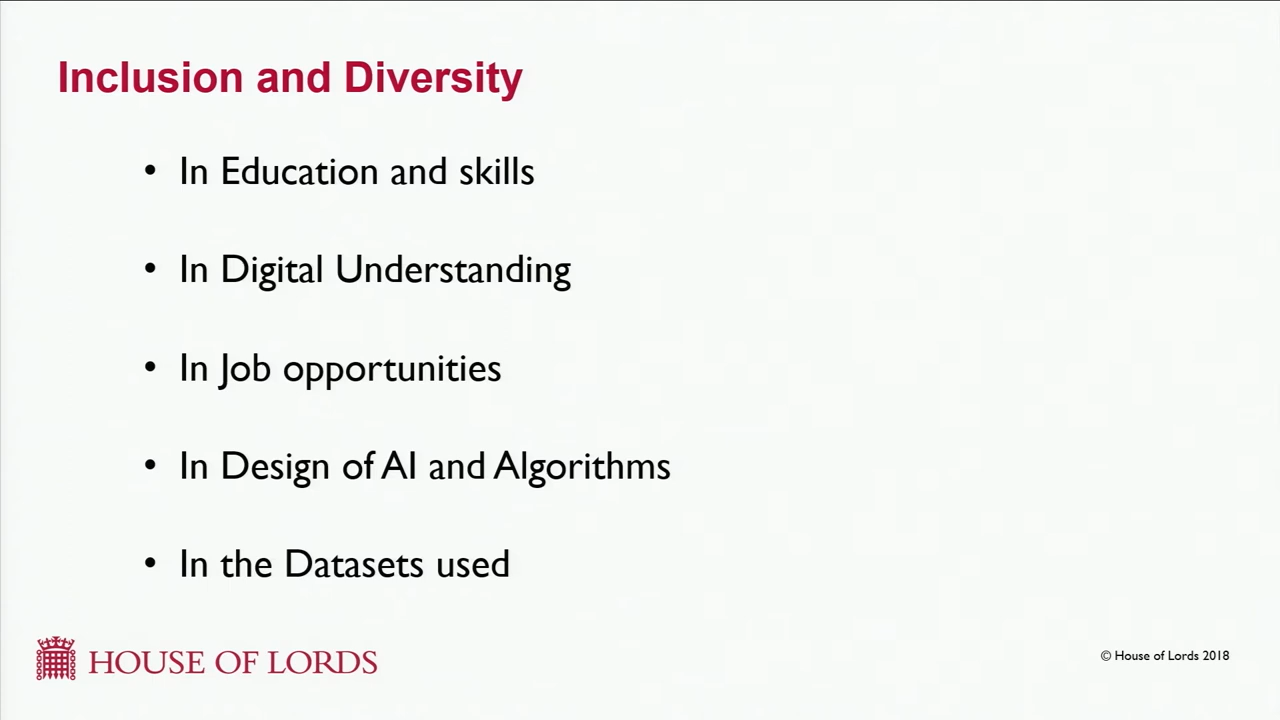 Inclusion and Diversity
• In Education and skills
• In Digital Understanding
• In Job opportunities
• In Design of AI and Algorithms
• In the Datasets used
HOUSE OF LORDS
© House of Lords 2018